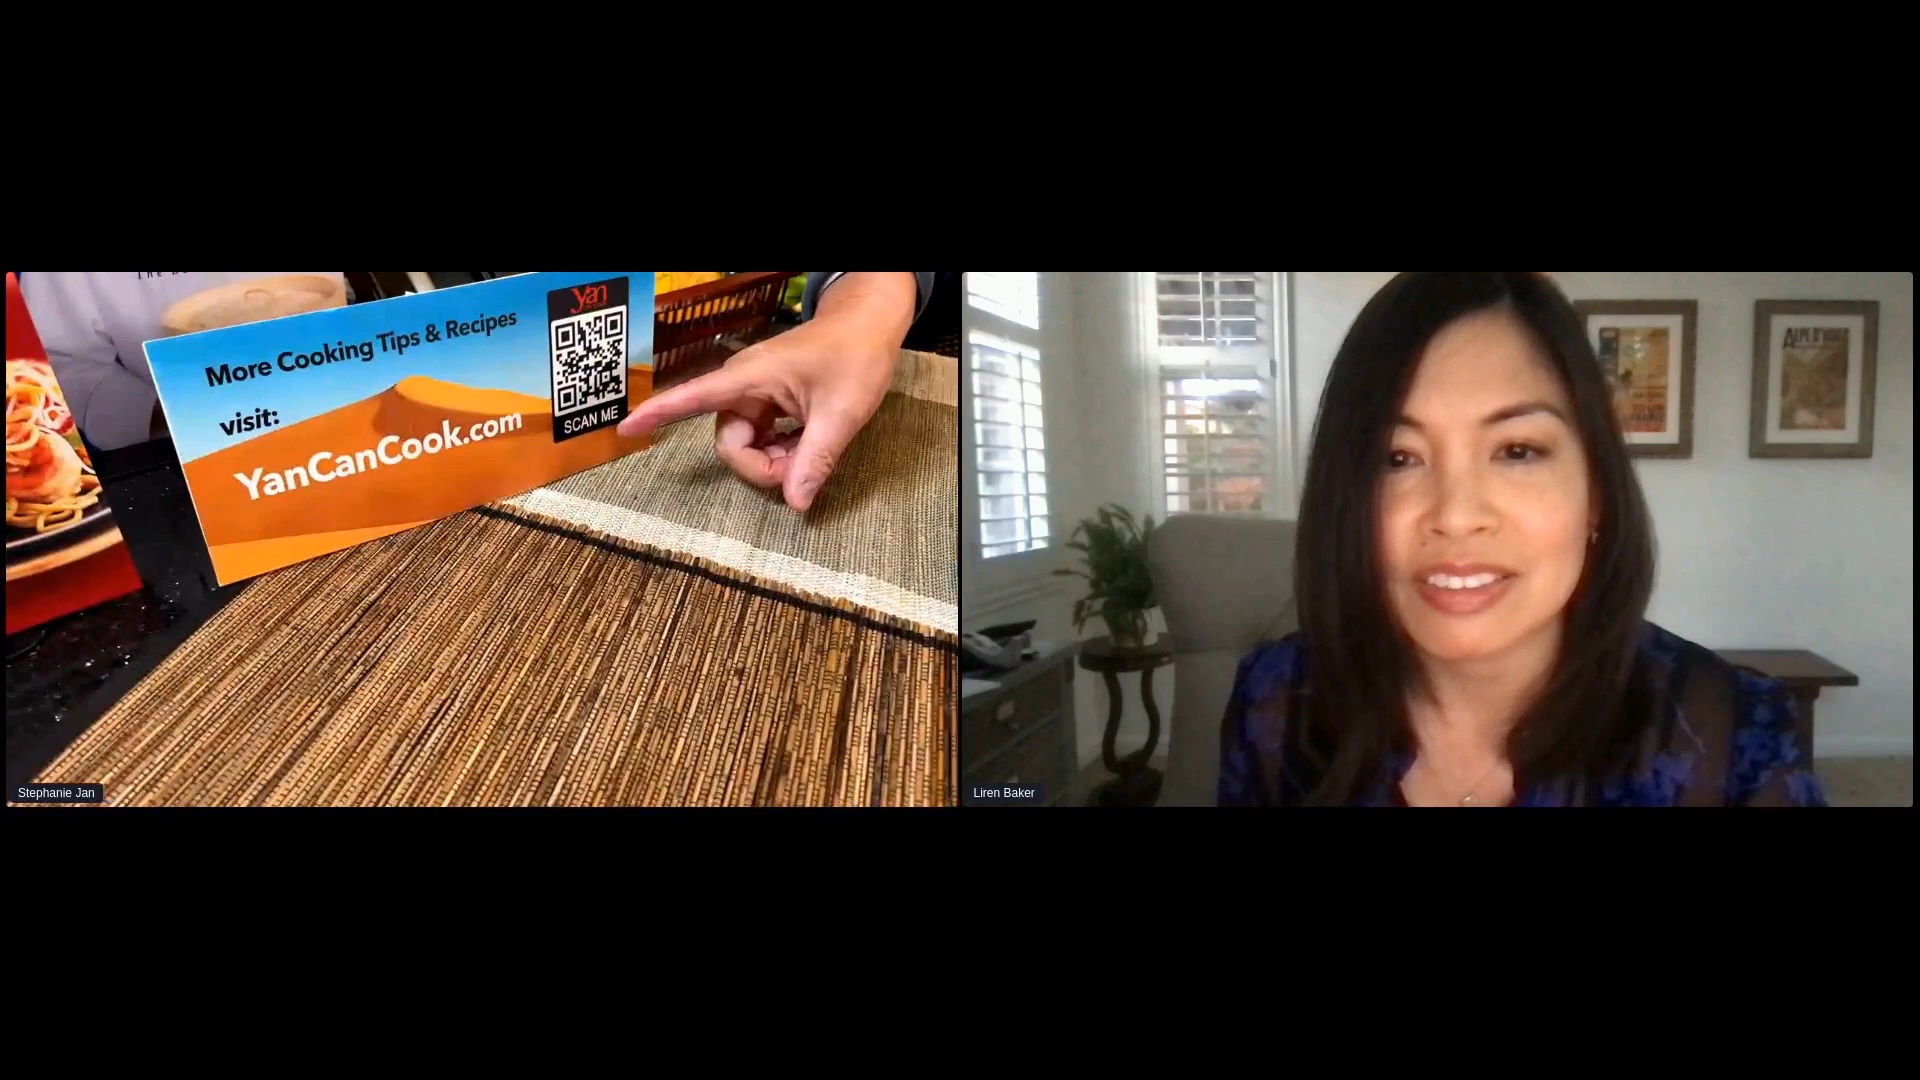 More Cooking Tips & Recipes
visit:
YanCanCook.com
yan
SCAN ME
Stephanie Jan
Liren Baker